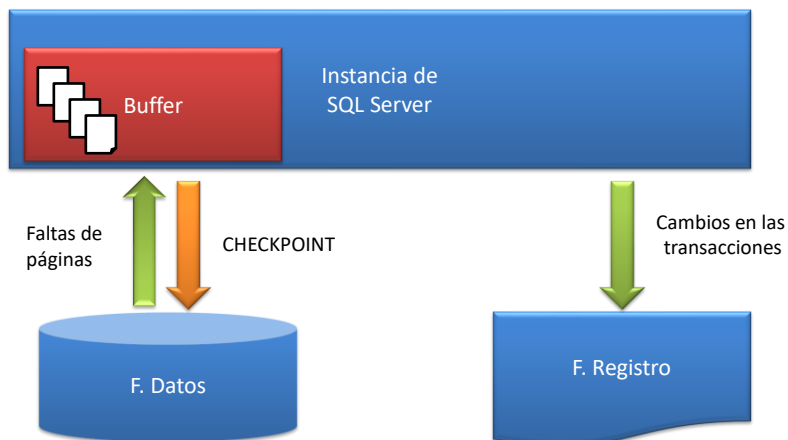 Buffer
Instancia de
SQL Server
Faltas de
páginas
CHECKPOINT
Cambios en las
transacciones
F. Datos
F. Registro